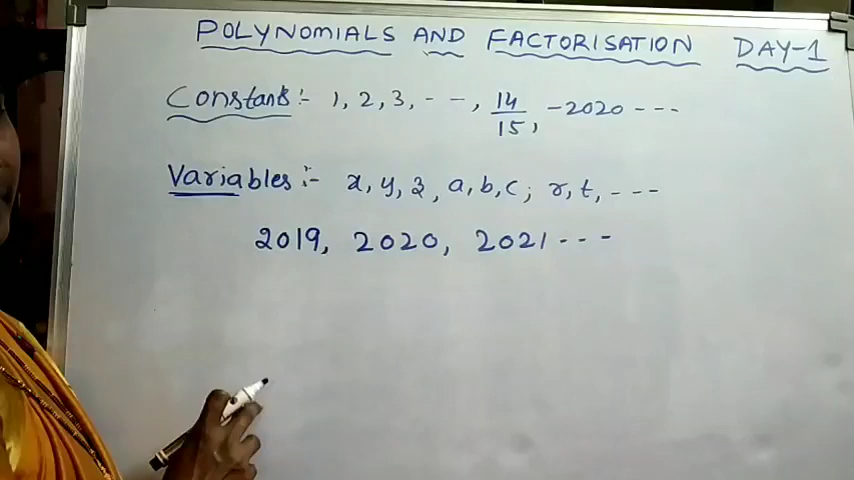 POLYNOMIALS AND FACTORISATION DAY-1
Constants :- 1, 2, 3, - - -, 14/15, -2020 - - -
Variables :- x, y, z, a, b, c; r, t, - - -
2019, 2020, 2021 - - -